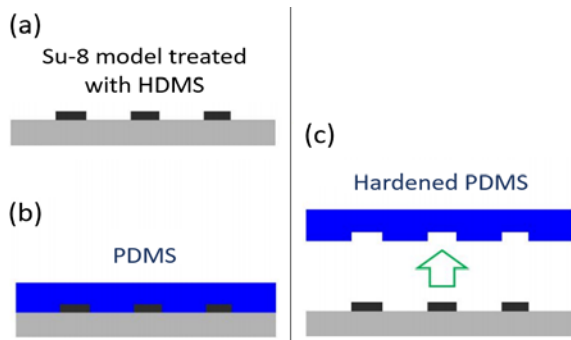 (a)
Su-8 model treated
with HDMS
(b)
PDMS
(c)
Hardened PDMS